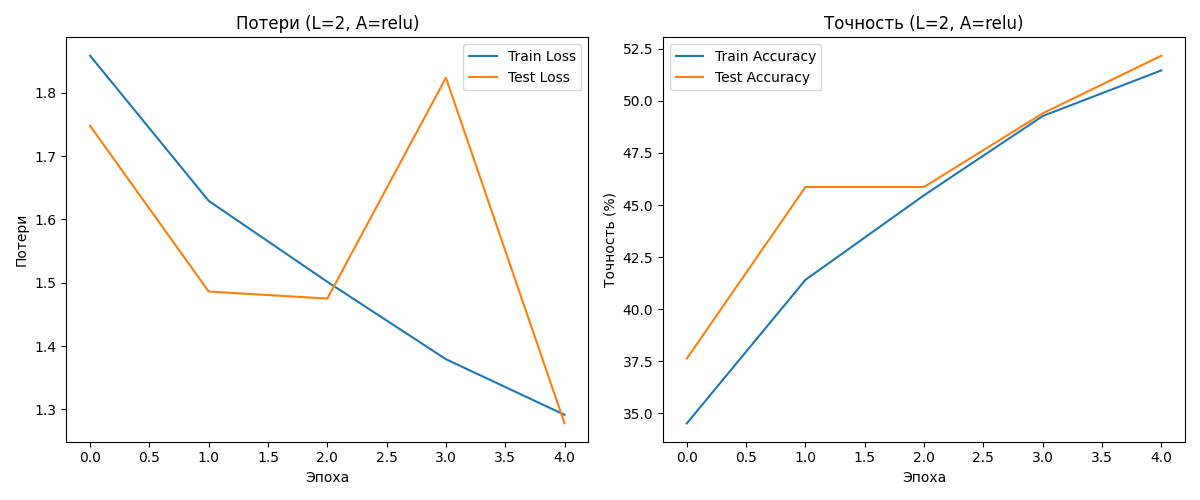 Потери (L=2, A=relu)
Train Loss
Test Loss
1.8
1.7
1.6
1.5
1.4
1.3
Потери
0.0 0.5 1.0 1.5 2.0 2.5 3.0 3.5 4.0
Эпоха
Точность (L=2, A=relu)
Train Accuracy
Test Accuracy
52.5
50.0
47.5
45.0
42.5
40.0
37.5
35.0
Точность (%)
0.0 0.5 1.0 1.5 2.0 2.5 3.0 3.5 4.0
Эпоха